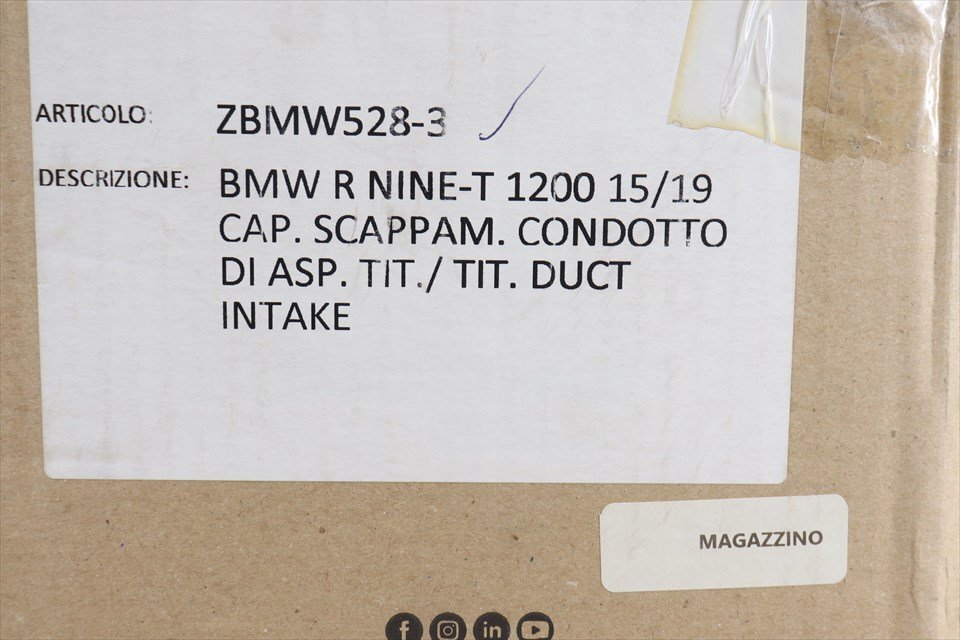 ARTICOLO: ZBMW528-3
DESCRIZIONE: BMW R NINE-T 1200 15/19
CAP. SCAPPAM. CONDOTTO
DI ASP. TIT./ TIT. DUCT
INTAKE
MAGAZZINO